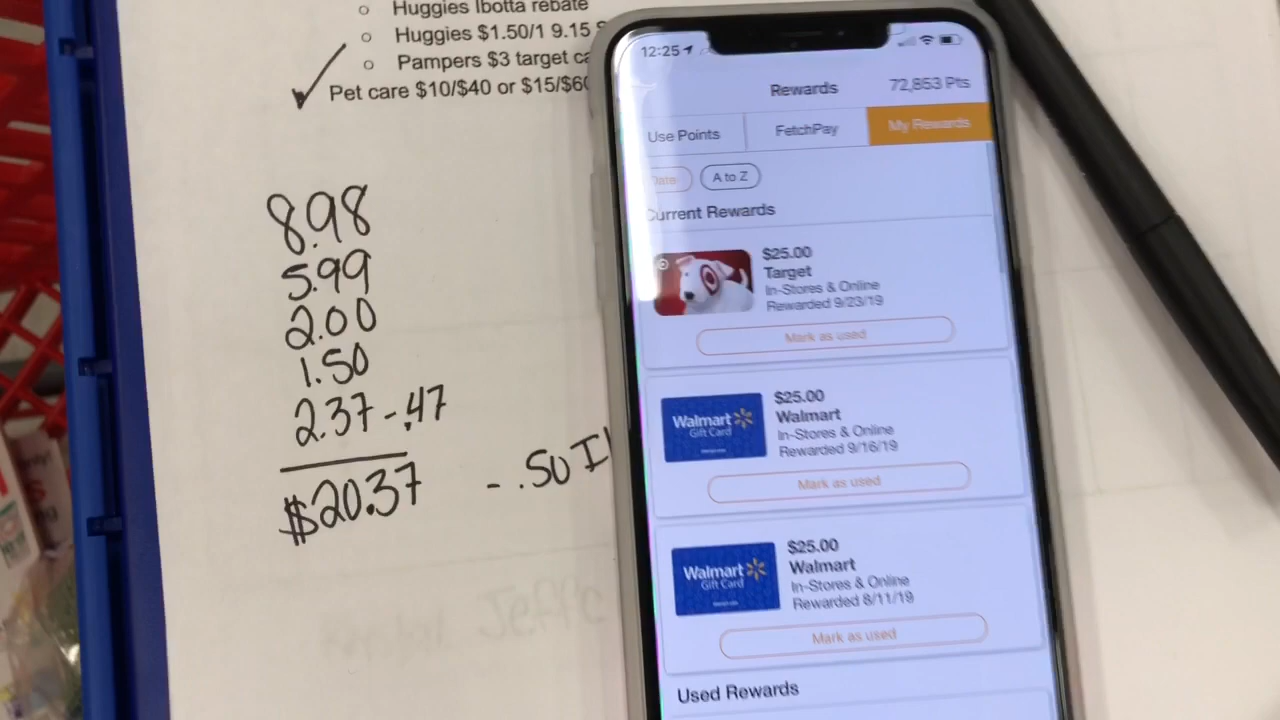 Huggies Ibotta rebate
Huggies $1.50/1 9.15
Pampers $3 target
Pet care $10/$40 or $15/$60
8.98
5.99
2.00
1.50
2.37 - .47
$20.37
- .50
12:25
Rewards
72,853 Pts
Use Points
FetchPay
My Rewards
Date
A to Z
Current Rewards
$25.00
Target
In-Stores & Online
Rewarded 9/23/19
Mark as used
Walmart
Gift Card
$25.00
Walmart
In-Stores & Online
Rewarded 9/16/19
Mark as used
Walmart
Gift Card
$25.00
Walmart
In-Stores & Online
Rewarded 8/11/19
Mark as used
Used Rewards